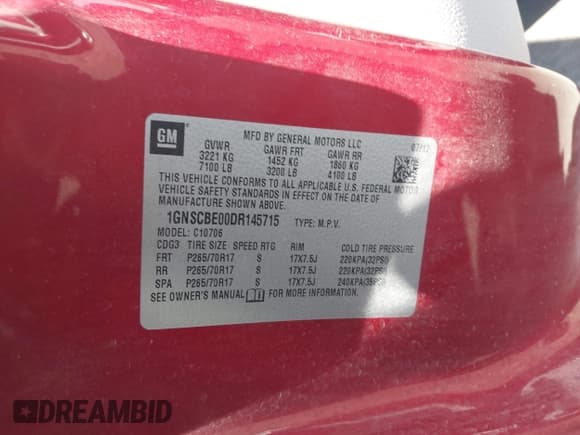 GM
MFD BY GENERAL MOTORS LLC
07/12
GVWR GAWR FRT GAWR RR
3221 KG 1452 KG 1860 KG
7100 LB 3200 LB 4100 LB
THIS VEHICLE CONFORMS TO ALL APPLICABLE U.S. FEDERAL MOTOR
VEHICLE SAFETY STANDARDS IN EFFECT ON THE DATE OF
MANUFACTURE SHOWN ABOVE.
1GNSCBE00DR145715 TYPE: M.P.V.
MODEL: C10706
CDG3 TIRE SIZE SPEED RTG RIM COLD TIRE PRESSURE
FRT P265/70R17 S 17X7.5J 220KPA(32PSI)
RR P265/70R17 S 17X7.5J 220KPA(32PSI)
SPA P265/70R17 S 17X7.5J 240KPA(35PSI)
SEE OWNER'S MANUAL FOR MORE INFORMATION.
DREAMBID